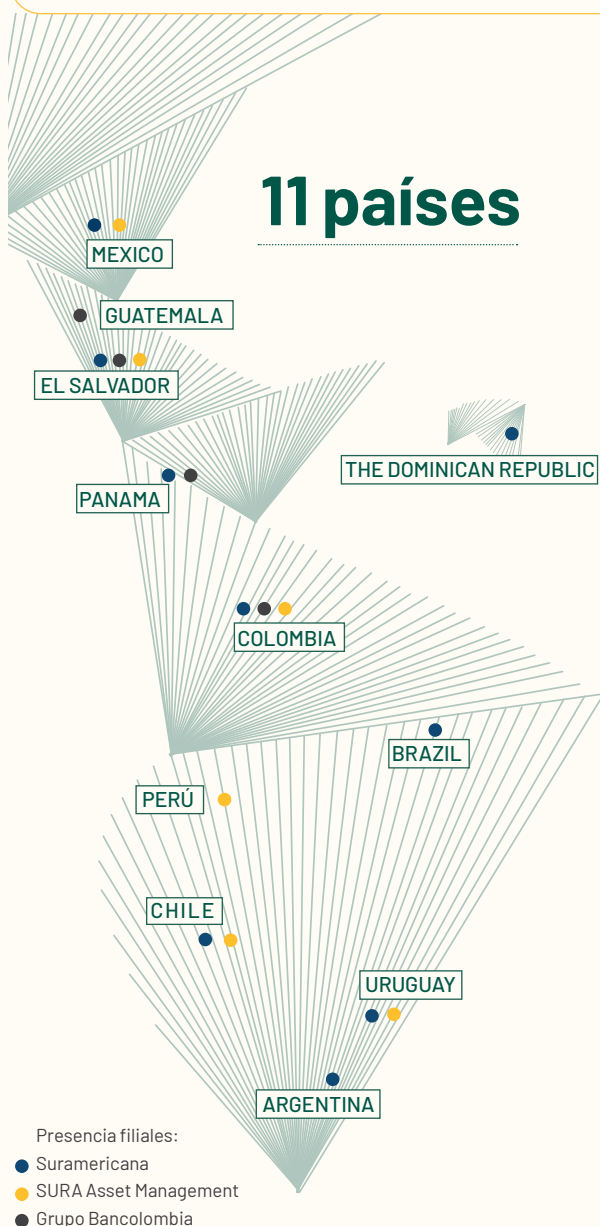 11 países
MEXICO
GUATEMALA
EL SALVADOR
THE DOMINICAN REPUBLIC
PANAMA
COLOMBIA
BRAZIL
PERÚ
CHILE
URUGUAY
ARGENTINA
Presencia filiales:
Suramericana
SURA Asset Management
Grupo Bancolombia